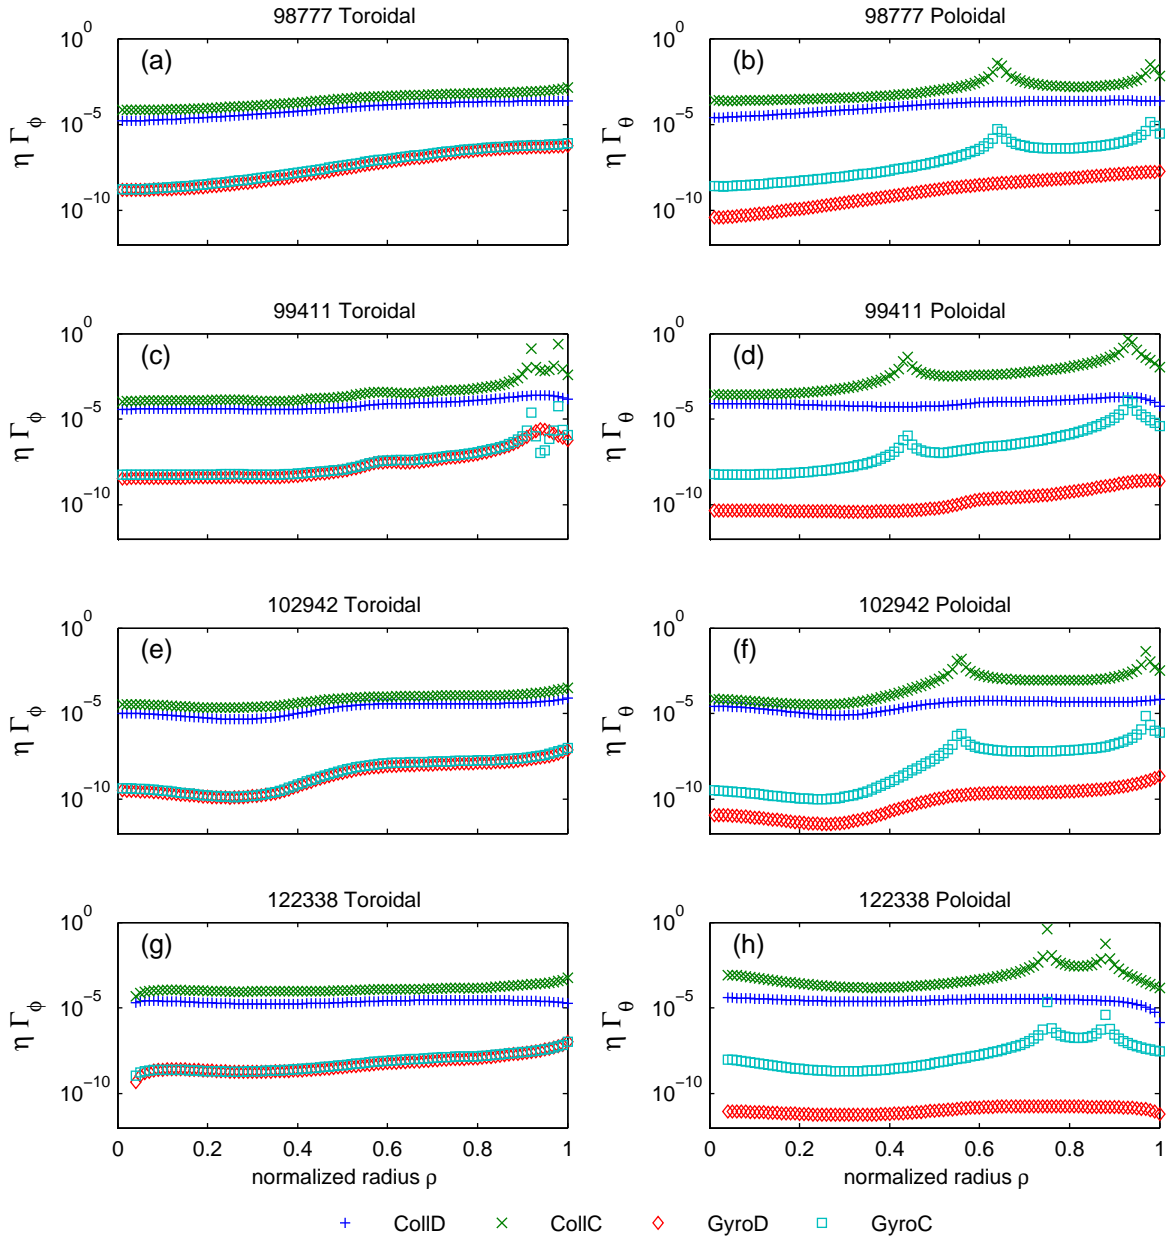 98777 Toroidal
98777 Poloidal
(a)
(b)
10^0
10^-5
10^-10
η Γ_φ
10^0
10^-5
10^-10
η Γ_θ
99411 Toroidal
99411 Poloidal
(c)
(d)
10^0
10^-5
10^-10
η Γ_φ
10^0
10^-5
10^-10
η Γ_θ
102942 Toroidal
102942 Poloidal
(e)
(f)
10^0
10^-5
10^-10
η Γ_φ
10^0
10^-5
10^-10
η Γ_θ
122338 Toroidal
122338 Poloidal
(g)
(h)
10^0
10^-5
10^-10
η Γ_φ
10^0
10^-5
10^-10
η Γ_θ
0 0.2 0.4 0.6 0.8 1
0 0.2 0.4 0.6 0.8 1
normalized radius ρ
normalized radius ρ
CollD CollC GyroD GyroC